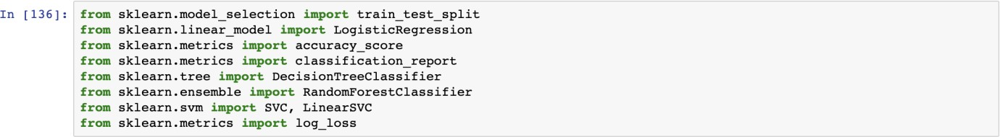 In [136]: from sklearn.model_selection import train_test_split
from sklearn.linear_model import LogisticRegression
from sklearn.metrics import accuracy_score
from sklearn.metrics import classification_report
from sklearn.tree import DecisionTreeClassifier
from sklearn.ensemble import RandomForestClassifier
from sklearn.svm import SVC, LinearSVC
from sklearn.metrics import log_loss